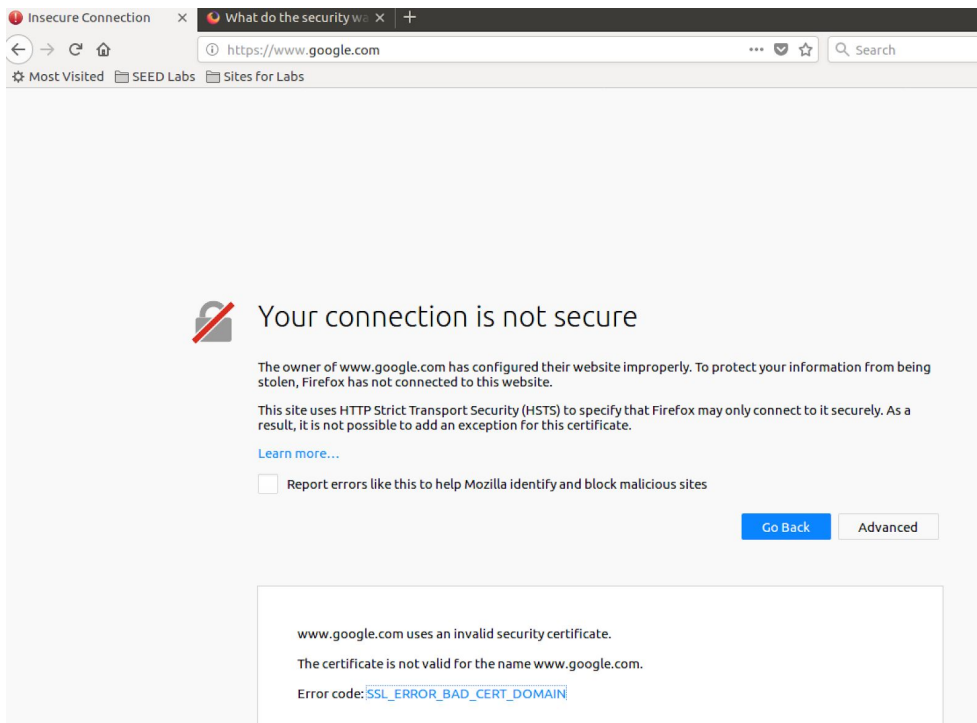 Insecure Connection
What do the security wa
https://www.google.com
Search
Most Visited SEED Labs Sites for Labs
Your connection is not secure
The owner of www.google.com has configured their website improperly. To protect your information from being
stolen, Firefox has not connected to this website.
This site uses HTTP Strict Transport Security (HSTS) to specify that Firefox may only connect to it securely. As a
result, it is not possible to add an exception for this certificate.
Learn more…
Report errors like this to help Mozilla identify and block malicious sites
Go Back Advanced
www.google.com uses an invalid security certificate.
The certificate is not valid for the name www.google.com.
Error code: SSL_ERROR_BAD_CERT_DOMAIN